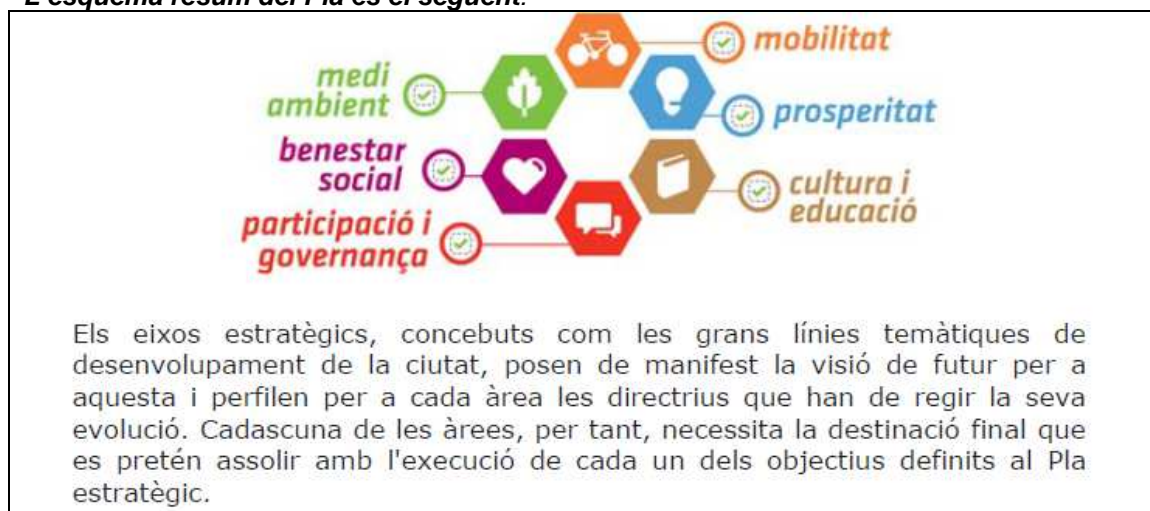 L'esquema resum del Pla és el següent:
mobilitat
medi
ambient
prosperitat
benestar
social
cultura i
educació
participació i
governança
Els eixos estratègics, concebuts com les grans línies temàtiques de
desenvolupament de la ciutat, posen de manifest la visió de futur per a
aquesta i perfilen per a cada àrea les directrius que han de regir la seva
evolució. Cadascuna de les àrees, per tant, necessita la destinació final que
es pretén assolir amb l'execució de cada un dels objectius definits al Pla
estratègic.